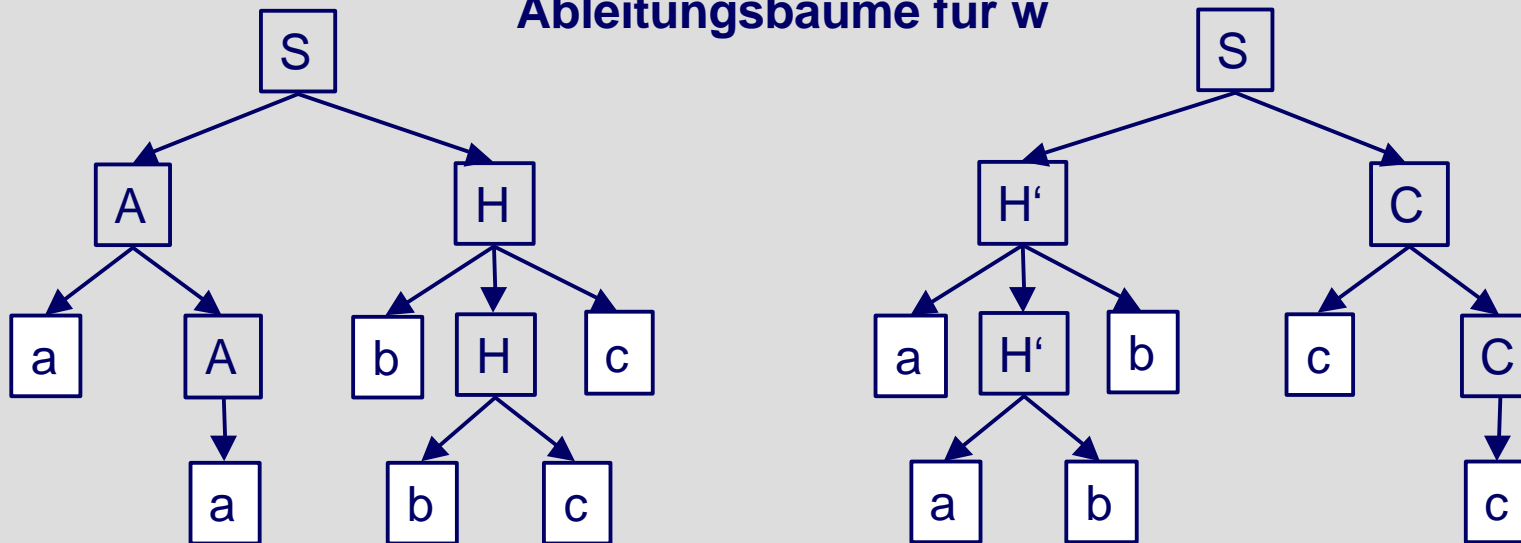 Ableitungsbäume für w
S S
A H H‘ C
a A b H c a H‘ b c C
a b c a b c